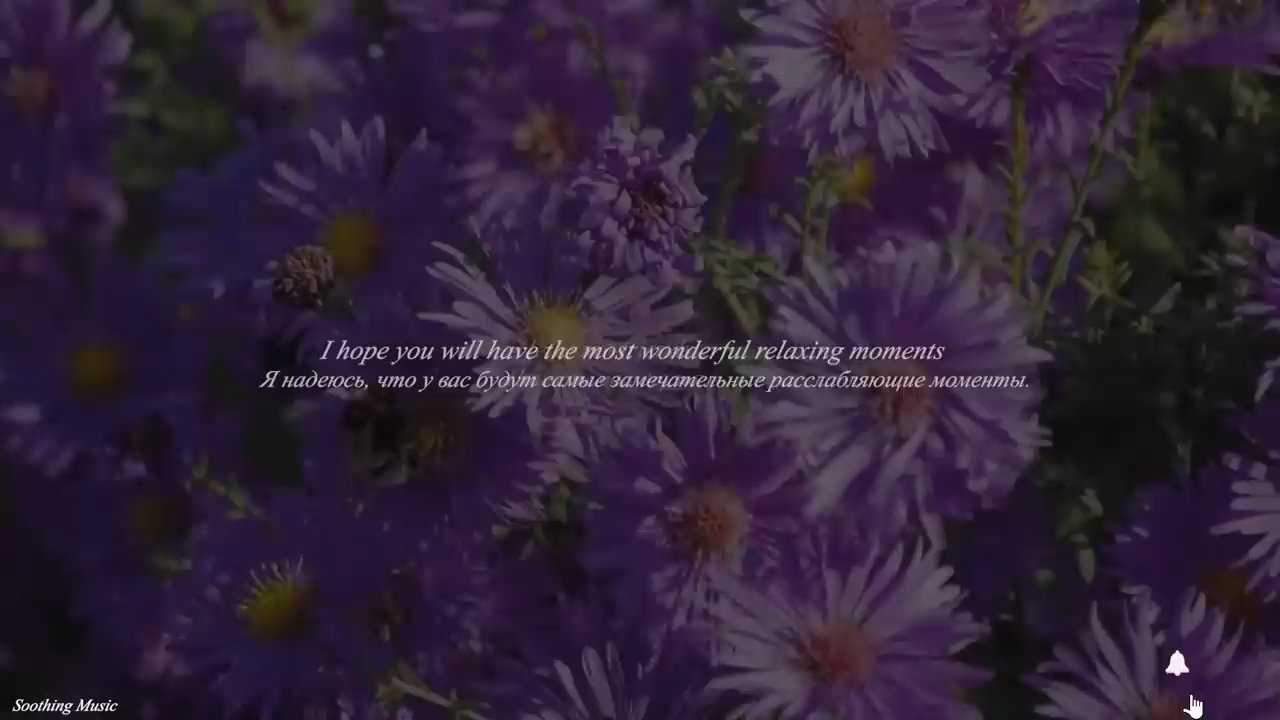 I hope you will have the most wonderful relaxing moments
Я надеюсь, что у вас будут самые замечательные расслабляющие моменты.
Soothing Music